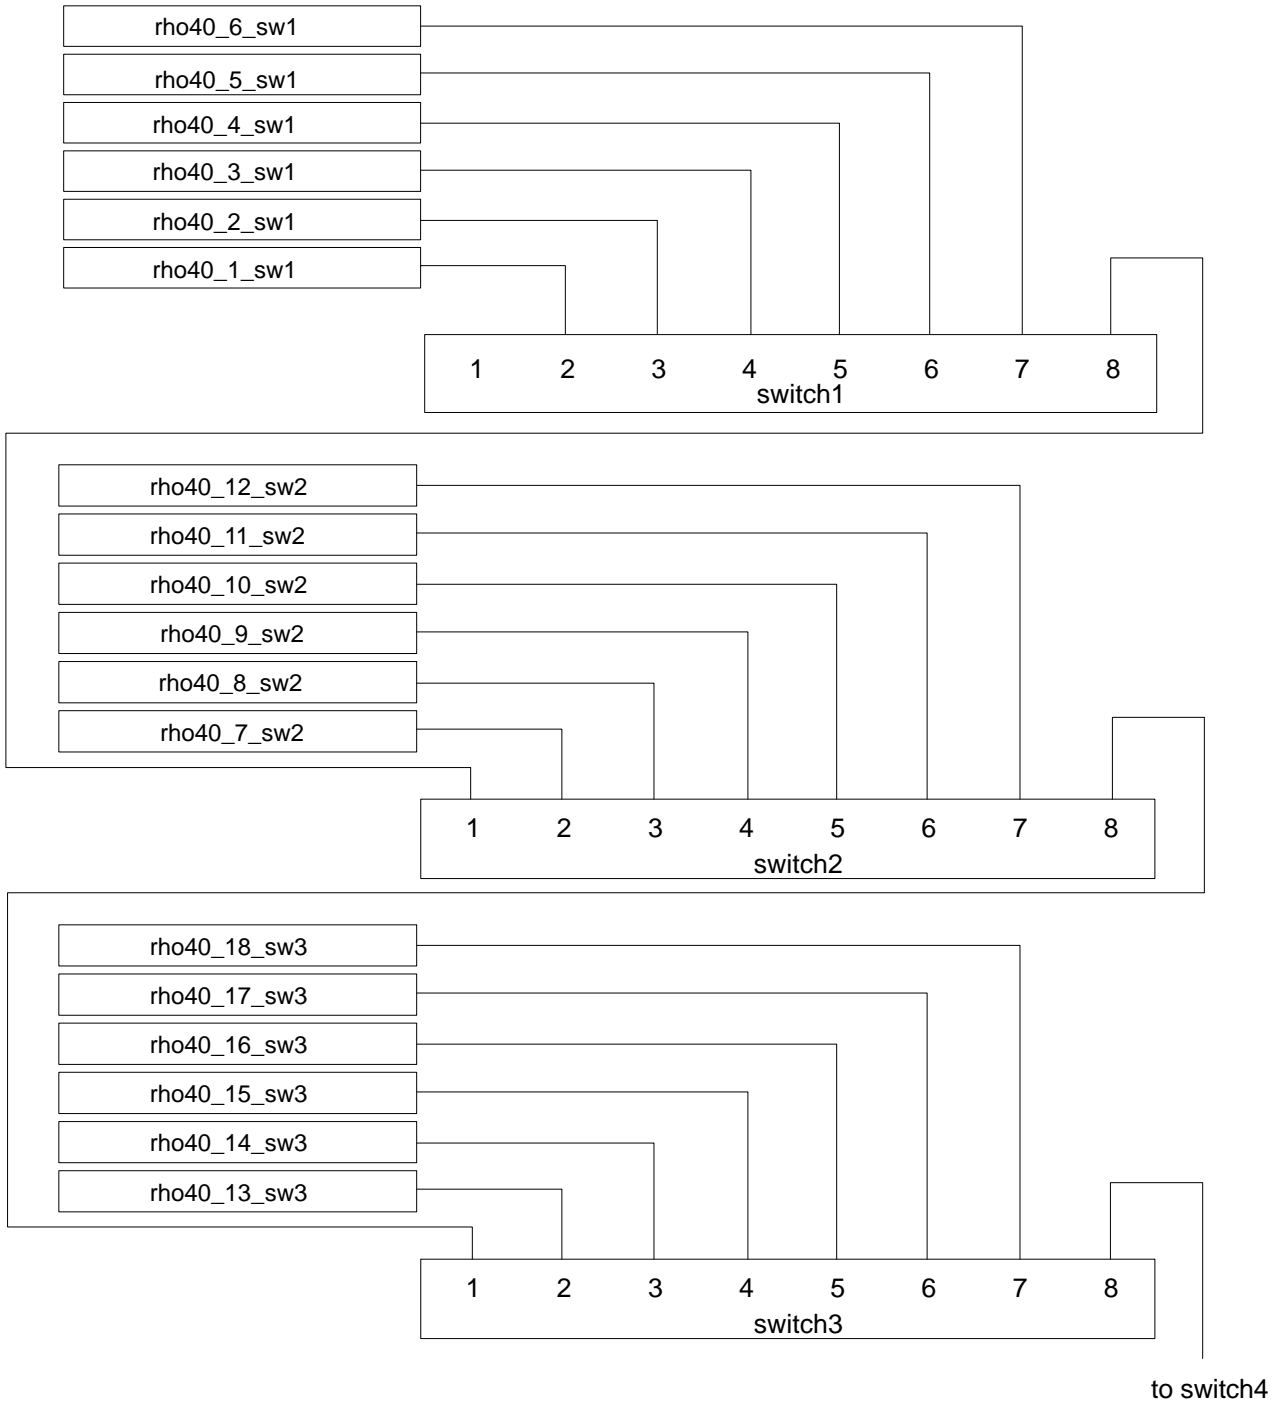 rho40_6_sw1
rho40_5_sw1
rho40_4_sw1
rho40_3_sw1
rho40_2_sw1
rho40_1_sw1
1 2 3 4 5 6 7 8
switch1
rho40_12_sw2
rho40_11_sw2
rho40_10_sw2
rho40_9_sw2
rho40_8_sw2
rho40_7_sw2
1 2 3 4 5 6 7 8
switch2
rho40_18_sw3
rho40_17_sw3
rho40_16_sw3
rho40_15_sw3
rho40_14_sw3
rho40_13_sw3
1 2 3 4 5 6 7 8
switch3
to switch4